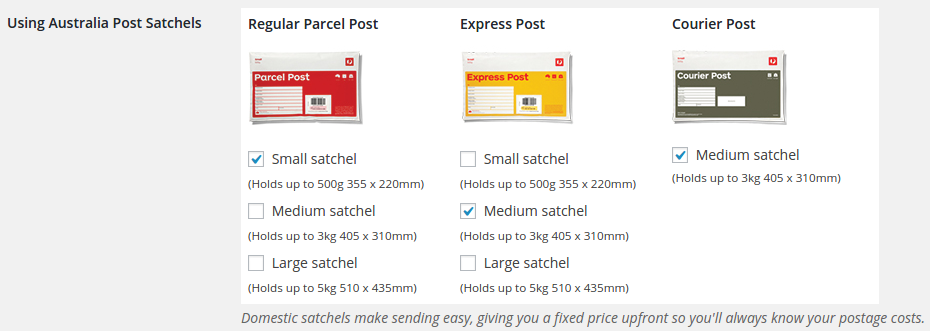 Using Australia Post Satchels
Regular Parcel Post
Express Post
Courier Post
Parcel Post
Express Post
Courier Post
Small satchel
(Holds up to 500g 355 x 220mm)
Medium satchel
(Holds up to 3kg 405 x 310mm)
Large satchel
(Holds up to 5kg 510 x 435mm)
Small satchel
(Holds up to 500g 355 x 220mm)
Medium satchel
(Holds up to 3kg 405 x 310mm)
Large satchel
(Holds up to 5kg 510 x 435mm)
Medium satchel
(Holds up to 3kg 405 x 310mm)
Domestic satchels make sending easy, giving you a fixed price upfront so you'll always know your postage costs.